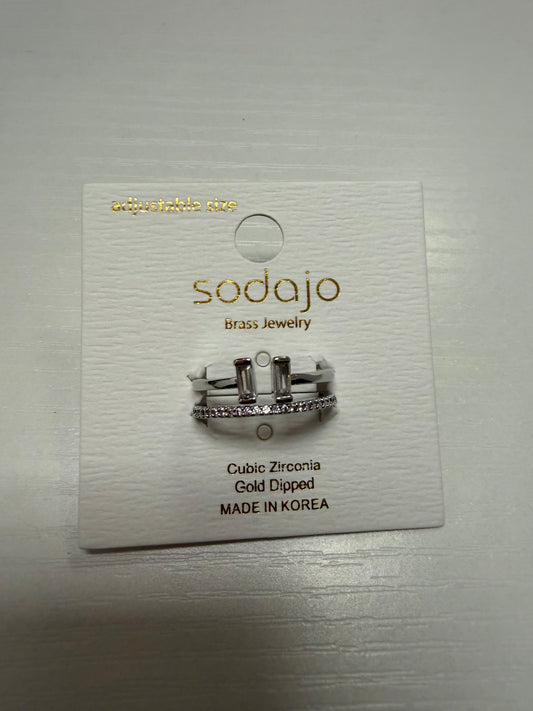 adjustable size
sodajo
Brass Jewelry
Cubic Zirconia
Gold Dipped
MADE IN KOREA